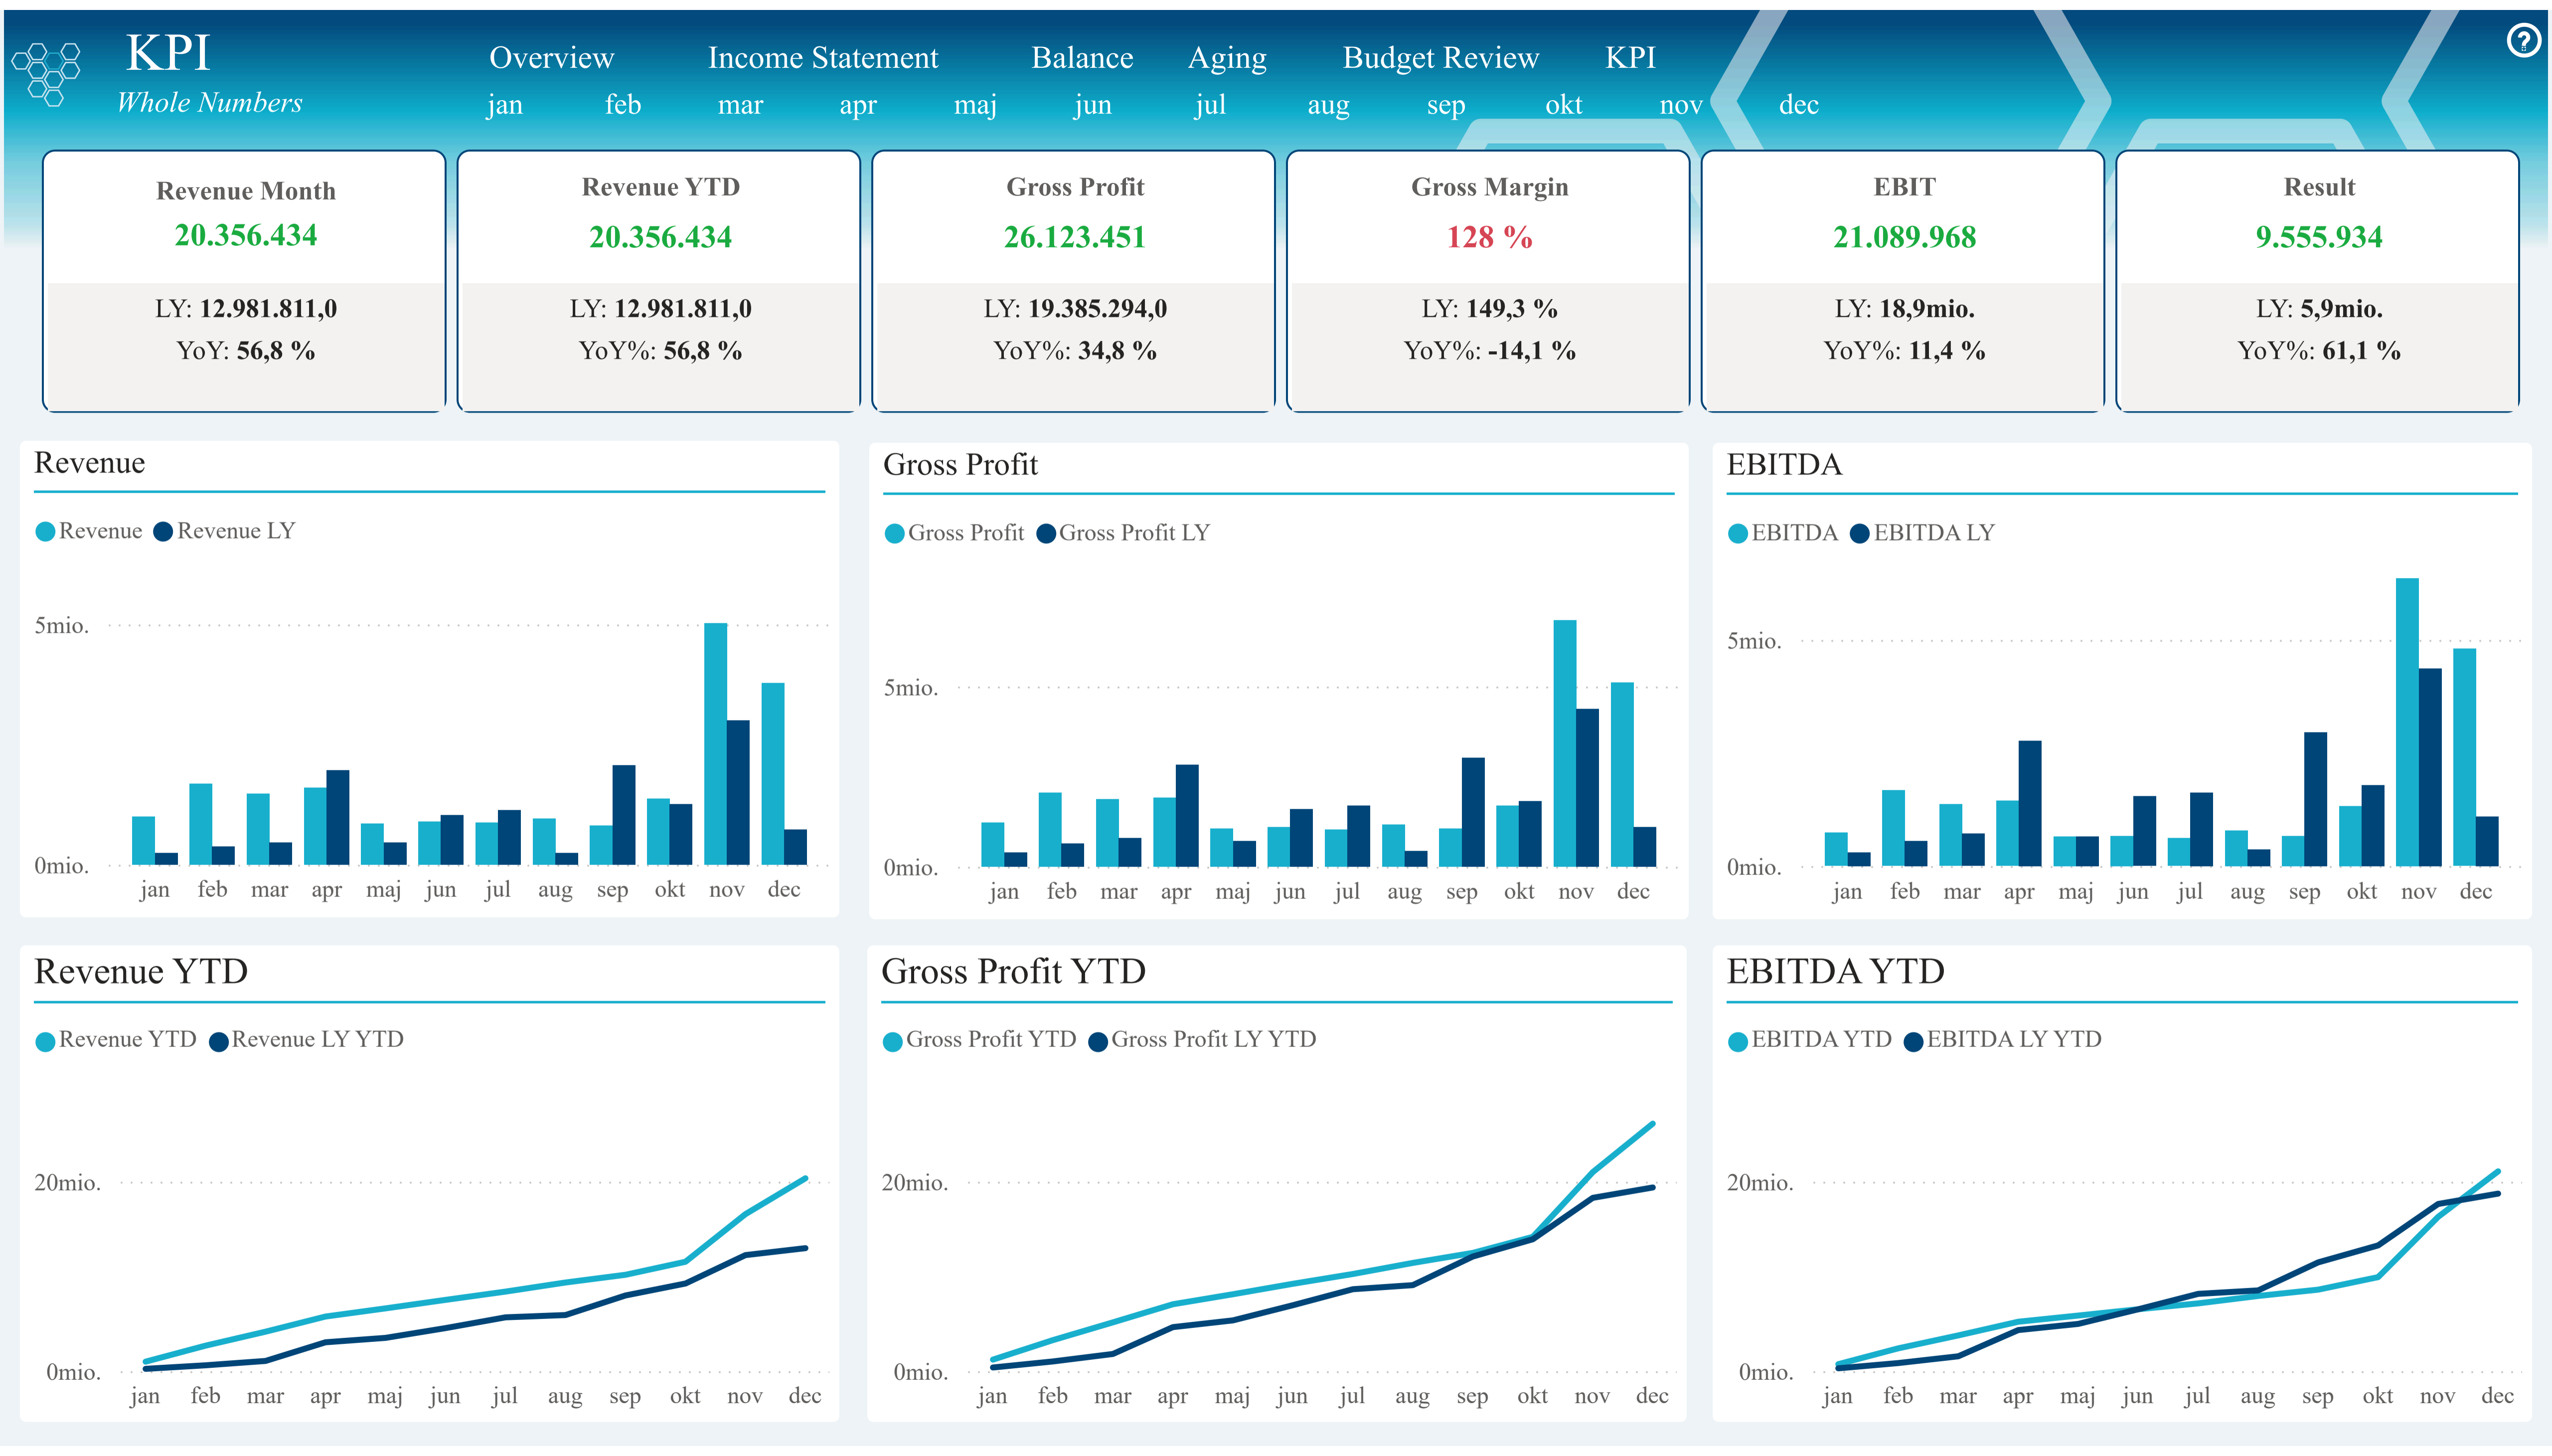 KPI
Whole Numbers
Overview Income Statement Balance Aging Budget Review KPI
jan feb mar apr maj jun jul aug sep okt nov dec
?
Revenue Month
20.356.434
LY: 12.981.811,0
YoY: 56,8 %
Revenue YTD
20.356.434
LY: 12.981.811,0
YoY%: 56,8 %
Gross Profit
26.123.451
LY: 19.385.294,0
YoY%: 34,8 %
Gross Margin
128 %
LY: 149,3 %
YoY%: -14,1 %
EBIT
21.089.968
LY: 18,9mio.
YoY%: 11,4 %
Result
9.555.934
LY: 5,9mio.
YoY%: 61,1 %
Revenue
Revenue Revenue LY
5mio.
0mio.
jan feb mar apr maj jun jul aug sep okt nov dec
Gross Profit
Gross Profit Gross Profit LY
5mio.
0mio.
jan feb mar apr maj jun jul aug sep okt nov dec
EBITDA
EBITDA EBITDA LY
5mio.
0mio.
jan feb mar apr maj jun jul aug sep okt nov dec
Revenue YTD
Revenue YTD Revenue LY YTD
20mio.
0mio.
jan feb mar apr maj jun jul aug sep okt nov dec
Gross Profit YTD
Gross Profit YTD Gross Profit LY YTD
20mio.
0mio.
jan feb mar apr maj jun jul aug sep okt nov dec
EBITDA YTD
EBITDA YTD EBITDA LY YTD
20mio.
0mio.
jan feb mar apr maj jun jul aug sep okt nov dec